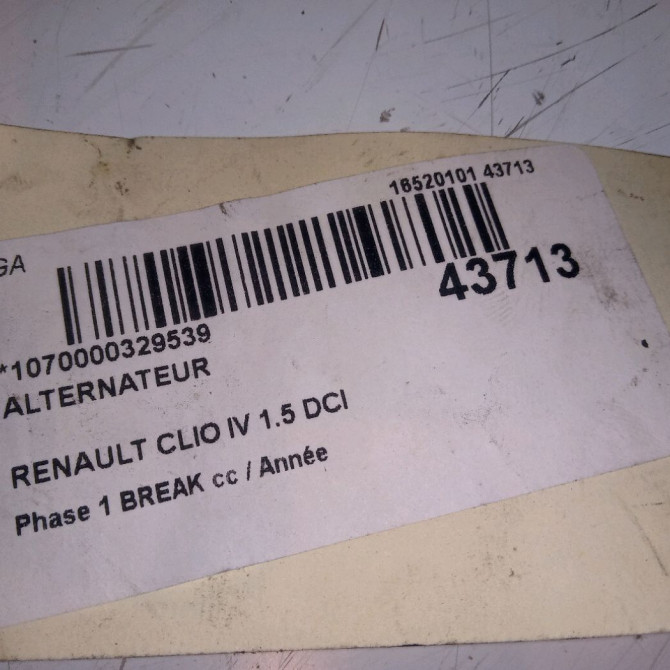 16520101 43713
GA
43713
*1070000329539
ALTERNATEUR
RENAULT CLIO IV 1.5 DCI
Phase 1 BREAK cc / Année